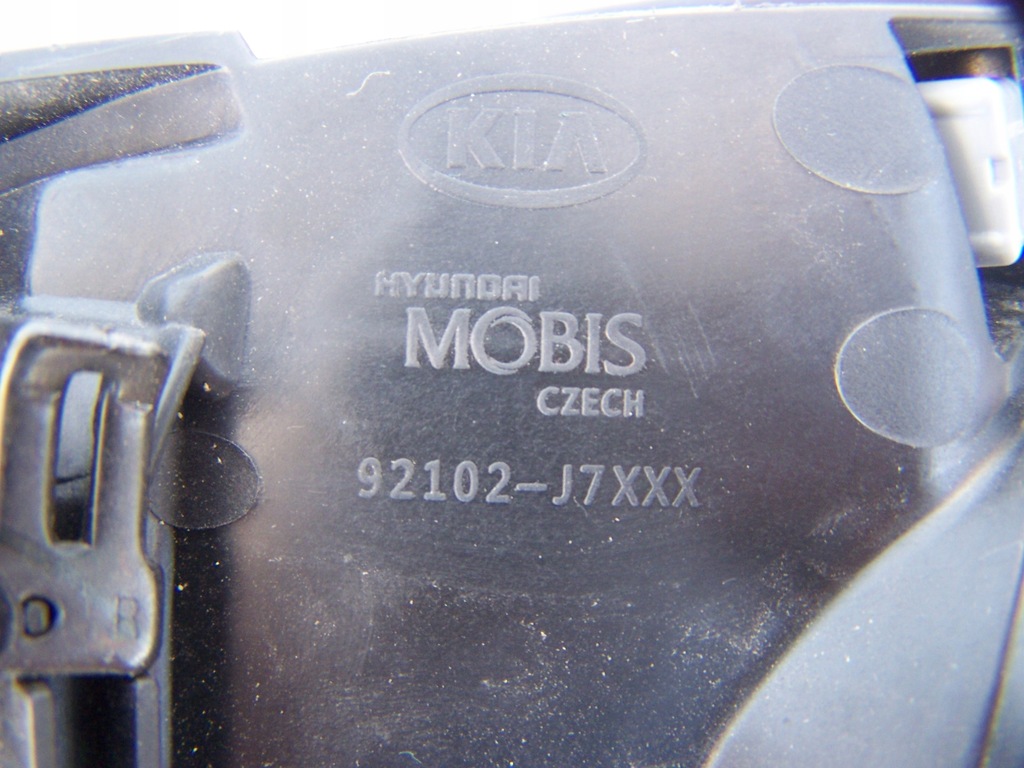 KIA
HYUNDAI
MOBIS
CZECH
92102-J7XXX
O R